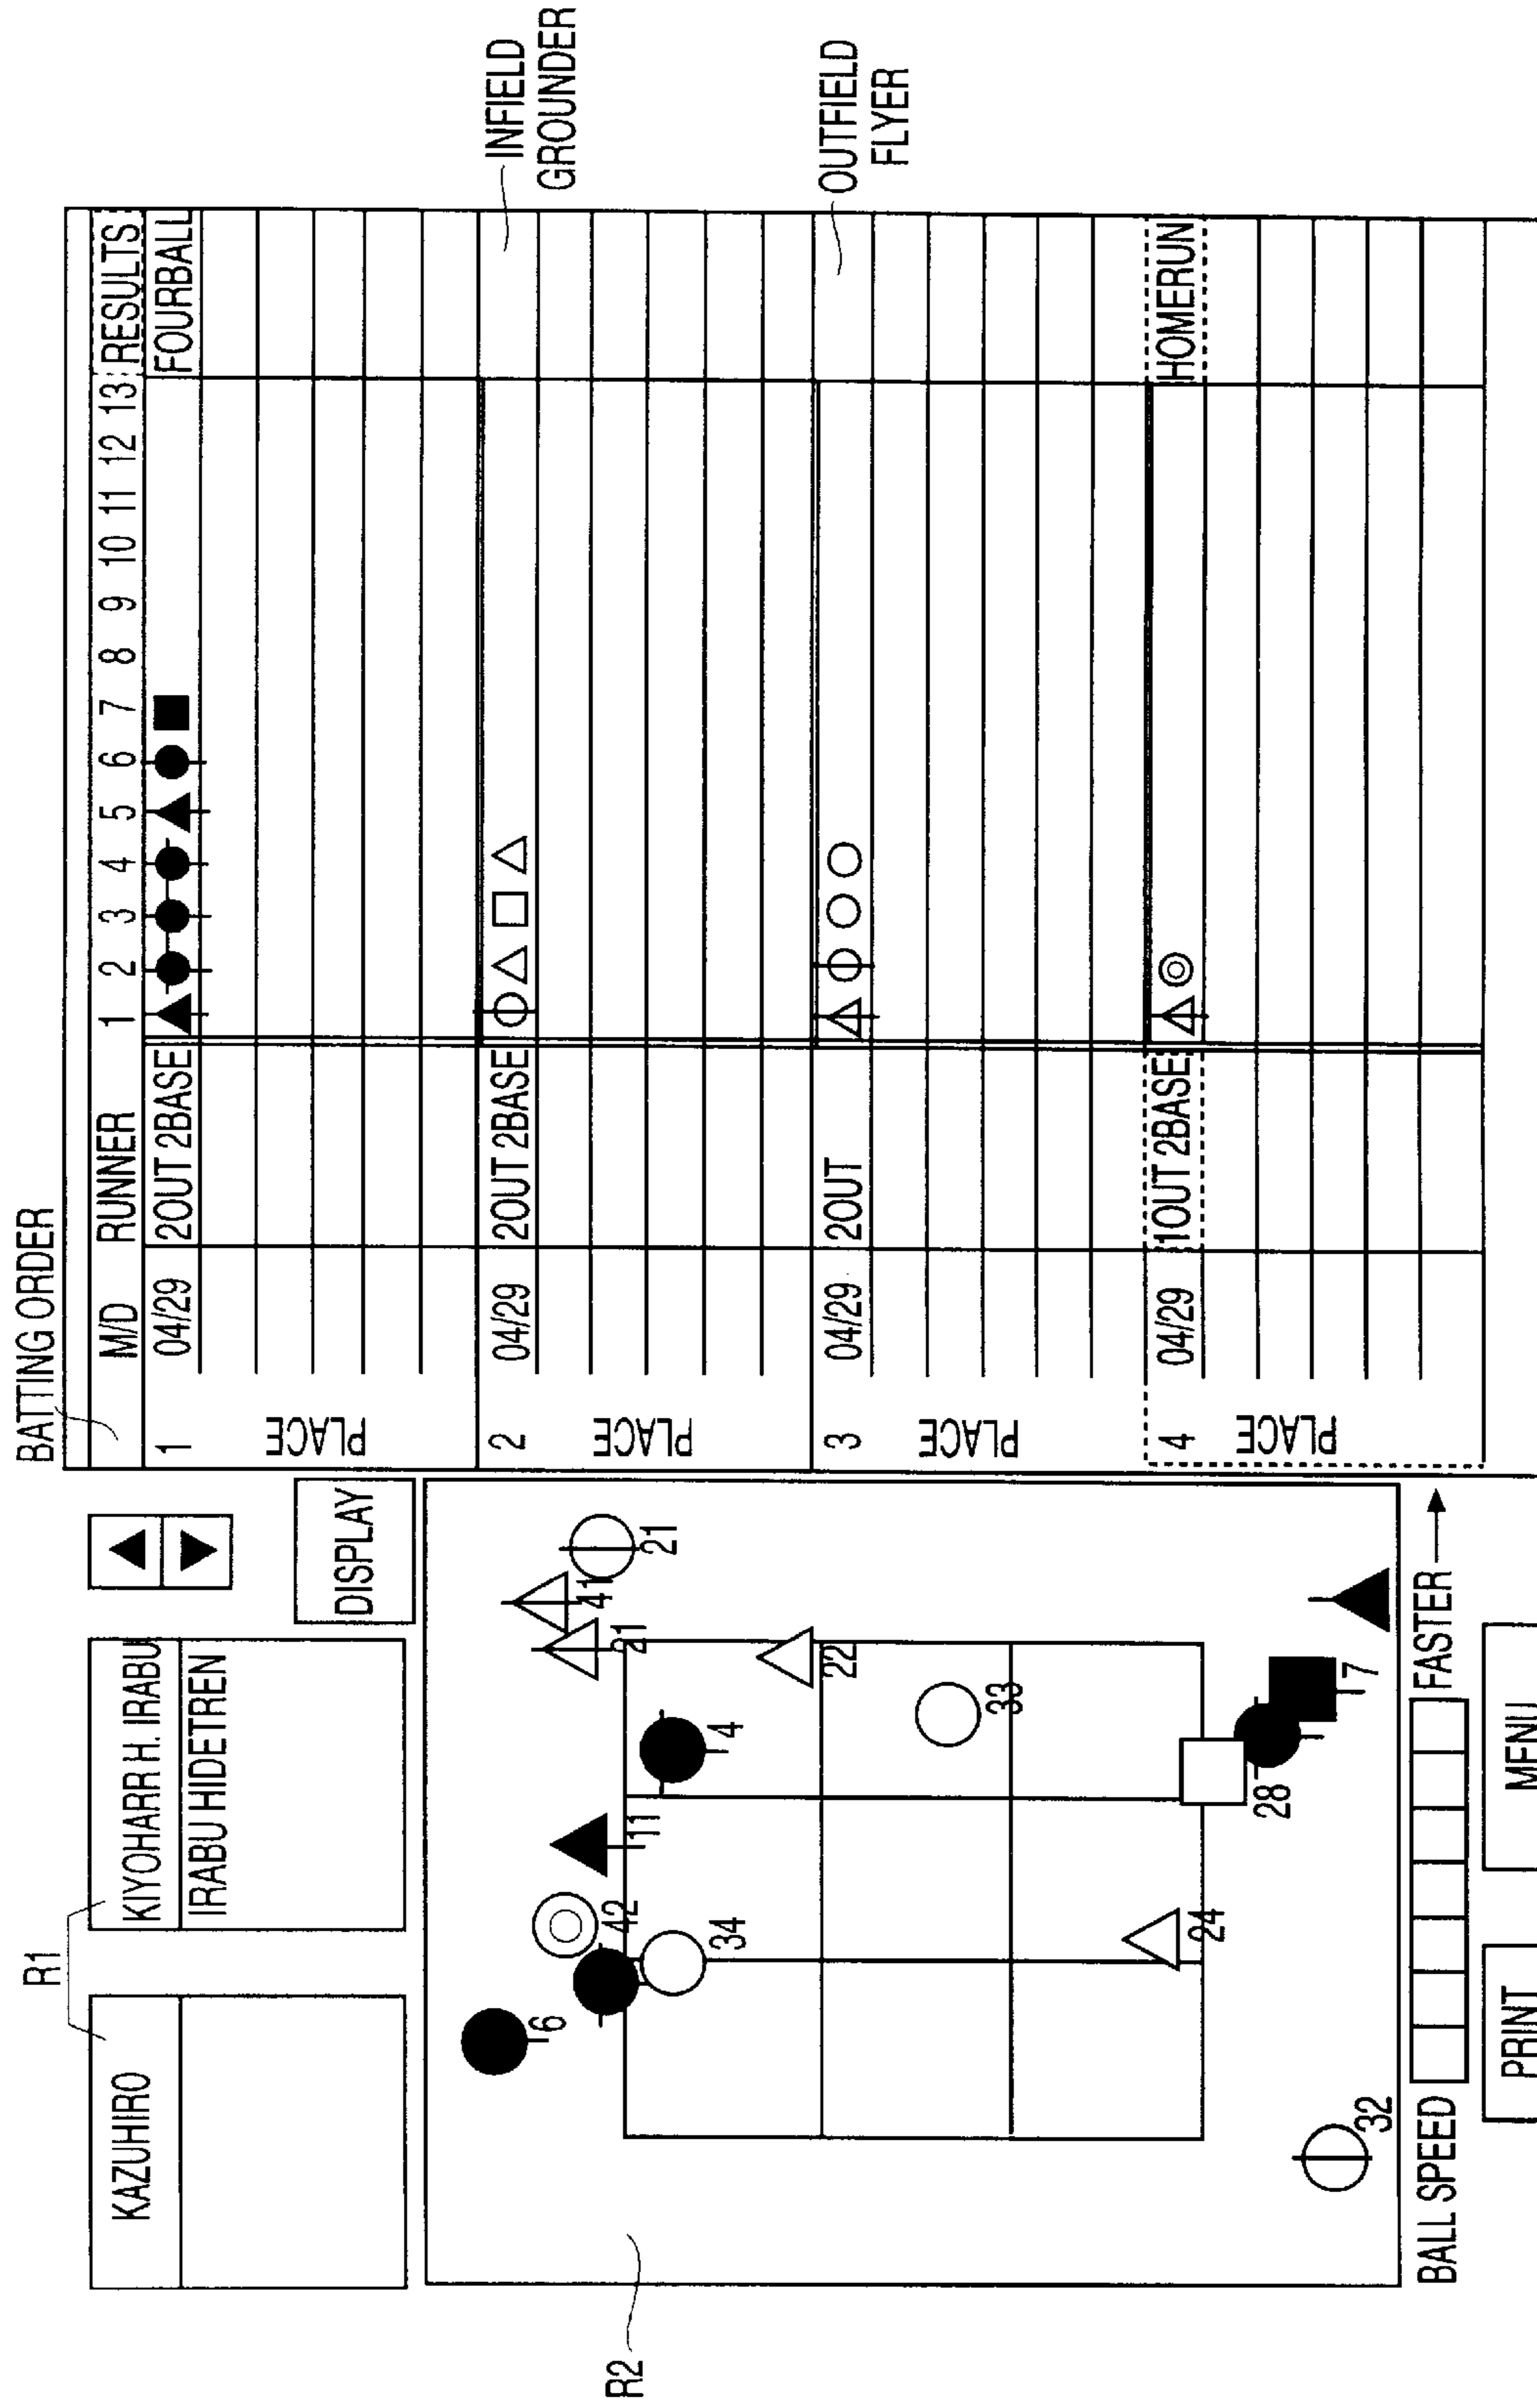 R1
KAZUHIRO
KIYOHARR H. IRABU
IRABU HIDETREN
DISPLAY
R2
6
42
34
11
4
21
41
21
22
33
24
28
7
32
BALL SPEED
FASTER
PRINT
MENU
BATTING ORDER
M/D RUNNER 1 2 3 4 5 6 7 8 9 10 11 12 13 RESULTS
1 04/29 2OUT 2BASE FOURBALL
PLACE
2 04/29 2OUT 2BASE
PLACE
INFIELD
GROUNDER
3 04/29 2OUT
PLACE
OUTFIELD
FLYER
4 04/29 1OUT 2BASE HOMERUN
PLACE